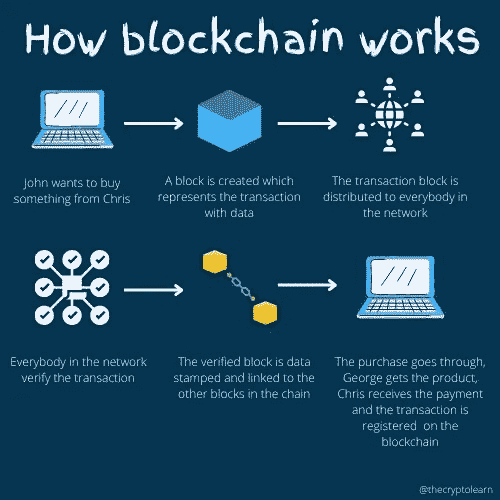 How blockchain works
John wants to buy
something from Chris
A block is created which
represents the transaction
with data
The transaction block is
distributed to everybody in
the network
Everybody in the network
verify the transaction
The verified block is data
stamped and linked to the
other blocks in the chain
The purchase goes through,
George gets the product,
Chris receives the payment
and the transaction is
registered on the
blockchain
@thecryptolearn